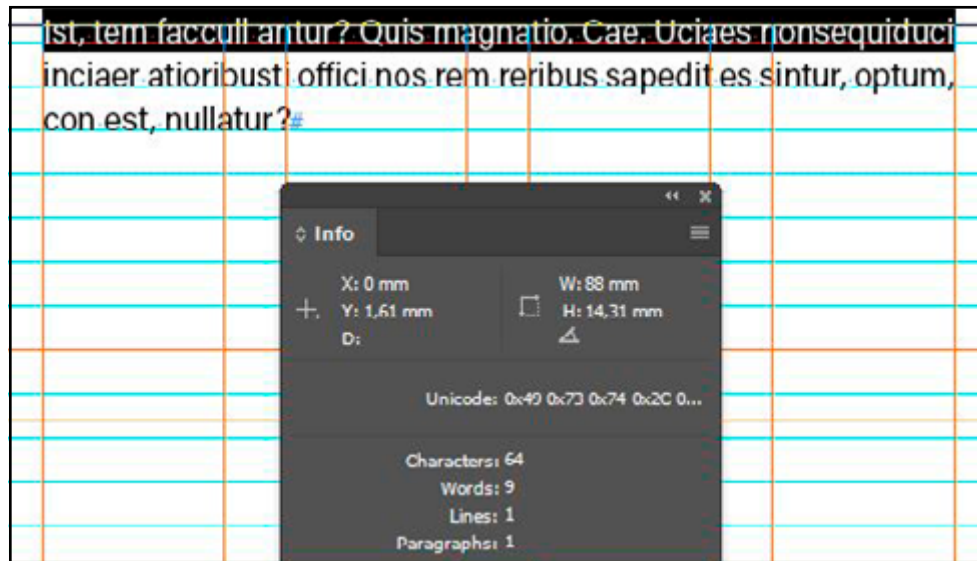 Ist, tem faccull antur? Quis magnatio. Cae. Uciaes nonsequiduci
inciaer atioribusti offici nos rem reribus sapedit es sintur, optum,
con est, nullatur?#
Info
X: 0 mm
Y: 1,61 mm
D:
W: 88 mm
H: 14,31 mm
Unicode: 0x49 0x73 0x74 0x2C 0...
Characters: 64
Words: 9
Lines: 1
Paragraphs: 1